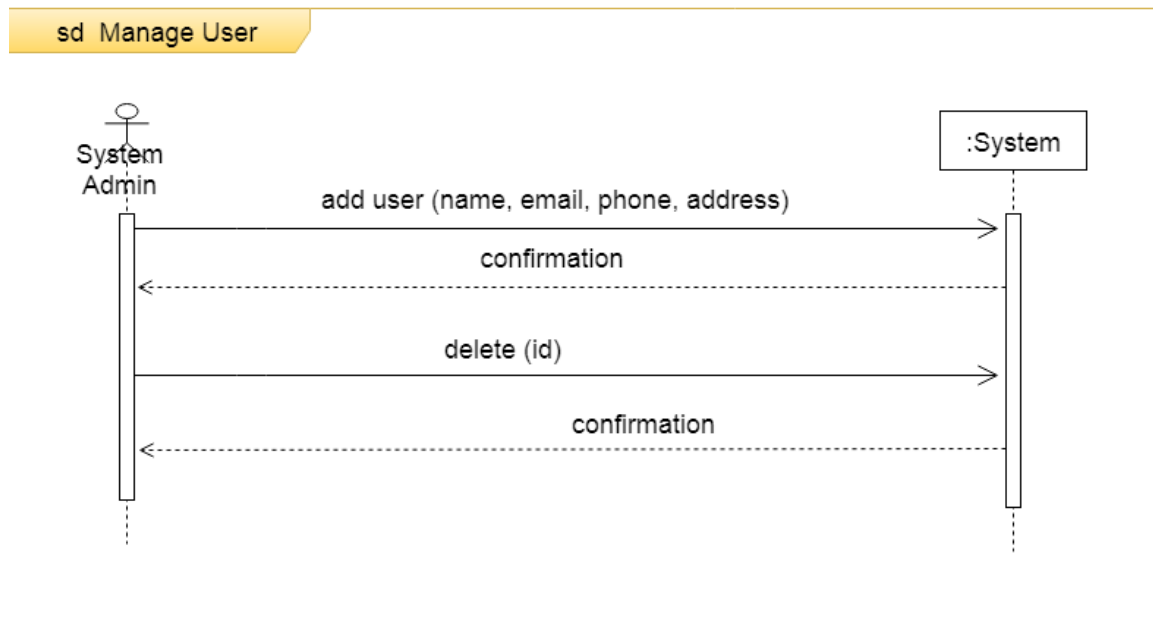 sd Manage User
System
Admin
:System
add user (name, email, phone, address)
confirmation
delete (id)
confirmation